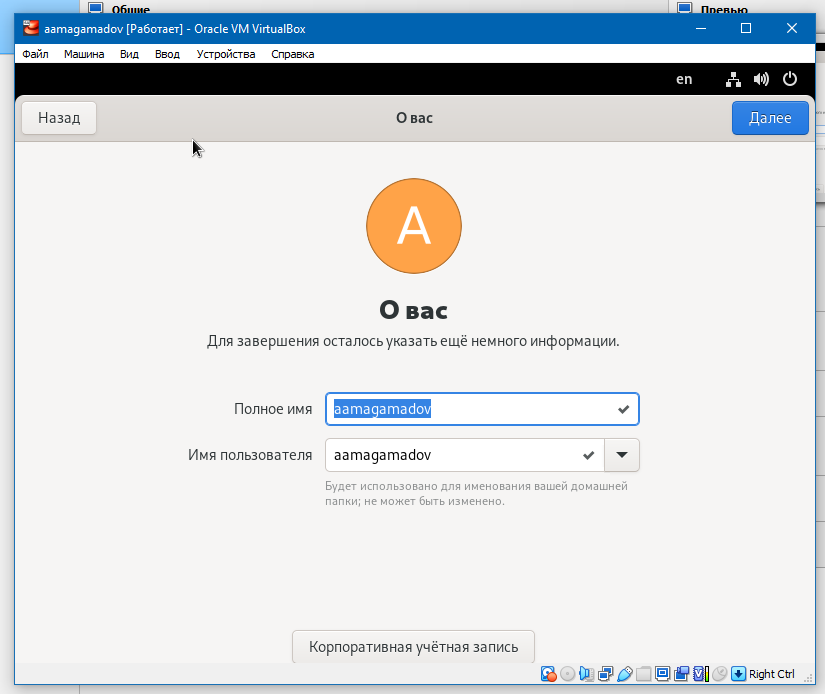 Общие
Превью
aamagamadov [Работает] - Oracle VM VirtualBox
Файл Машина Вид Ввод Устройства Справка
en
Назад О вас Далее
A
О вас
Для завершения осталось указать ещё немного информации.
Полное имя aamagamadov
Имя пользователя aamagamadov
Будет использовано для именования вашей домашней
папки; не может быть изменено.
Корпоративная учётная запись
Right Ctrl